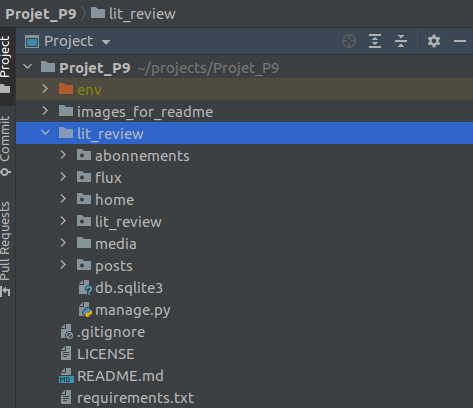 Projet_P9 lit_review
Project
Project
Projet_P9 ~/projects/Projet_P9
env
images_for_readme
lit_review
Commit
abonnements
flux
home
Pull Requests
lit_review
media
posts
db.sqlite3
manage.py
.gitignore
LICENSE
MD README.md
requirements.txt